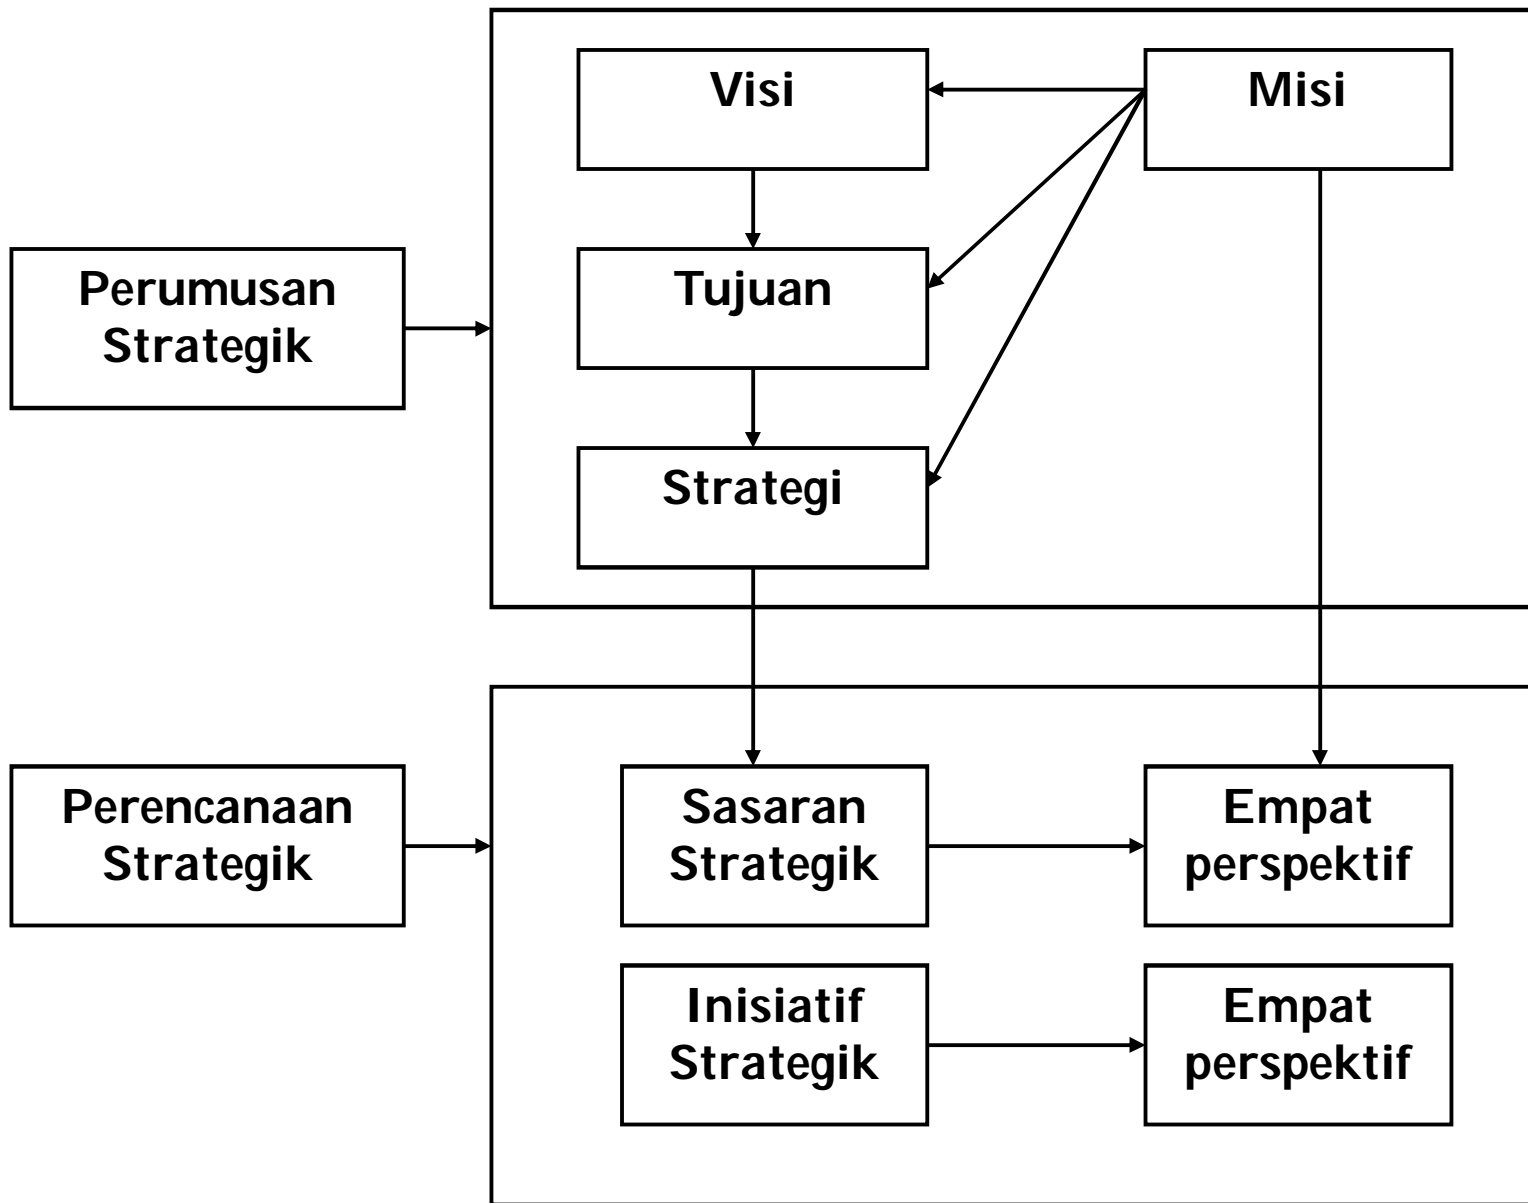 Visi
Misi
Perumusan
Strategik
Tujuan
Strategi
Perencanaan
Strategik
Sasaran
Strategik
Empat
perspektif
Inisiatif
Strategik
Empat
perspektif